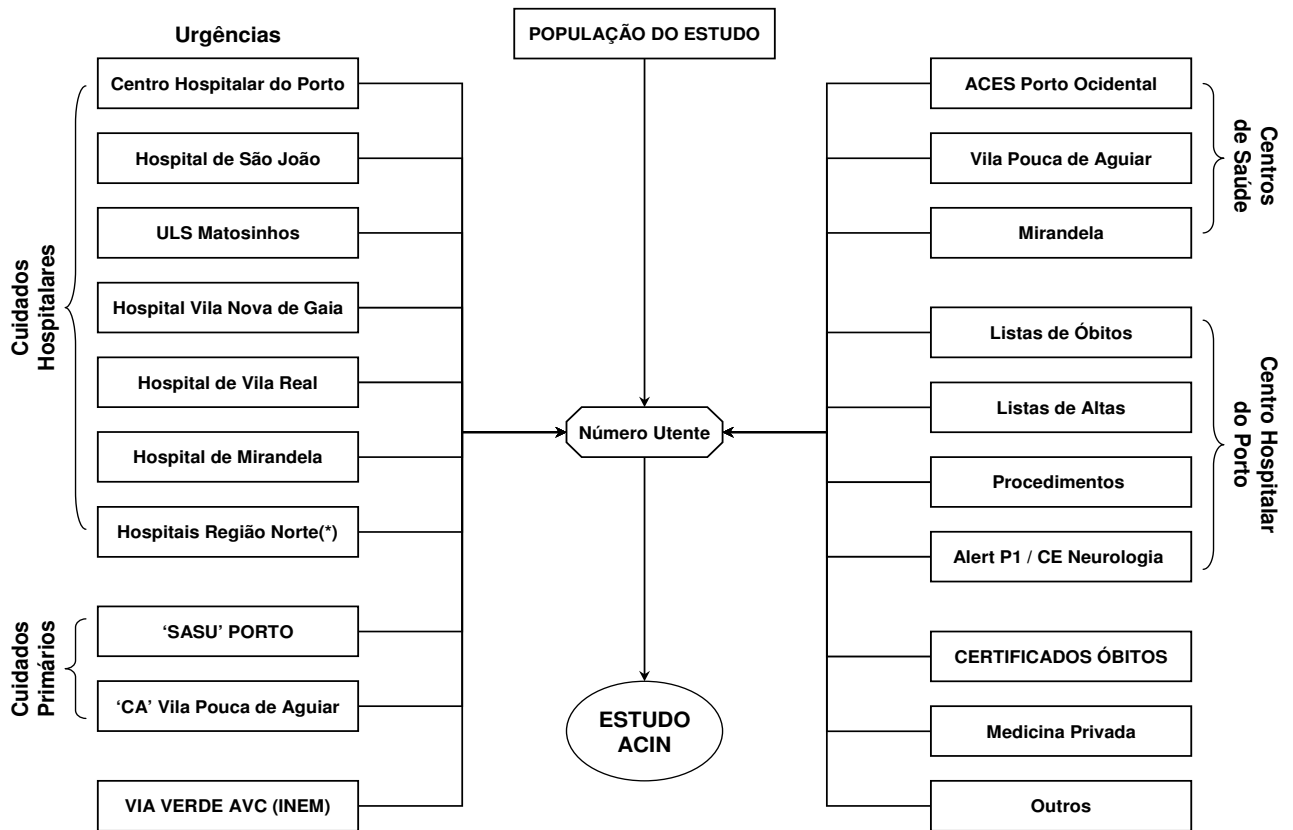 Urgências
POPULAÇÃO DO ESTUDO
Cuidados
Hospitalares
Centro Hospitalar do Porto
Hospital de São João
ULS Matosinhos
Hospital Vila Nova de Gaia
Hospital de Vila Real
Hospital de Mirandela
Hospitais Região Norte(*)
Cuidados
Primários
‘SASU’ PORTO
‘CA’ Vila Pouca de Aguiar
VIA VERDE AVC (INEM)
Número Utente
ESTUDO
ACIN
ACES Porto Ocidental
Vila Pouca de Aguiar
Mirandela
Centros
de Saúde
Listas de Óbitos
Listas de Altas
Procedimentos
Alert P1 / CE Neurologia
Centro Hospitalar
do Porto
CERTIFICADOS ÓBITOS
Medicina Privada
Outros